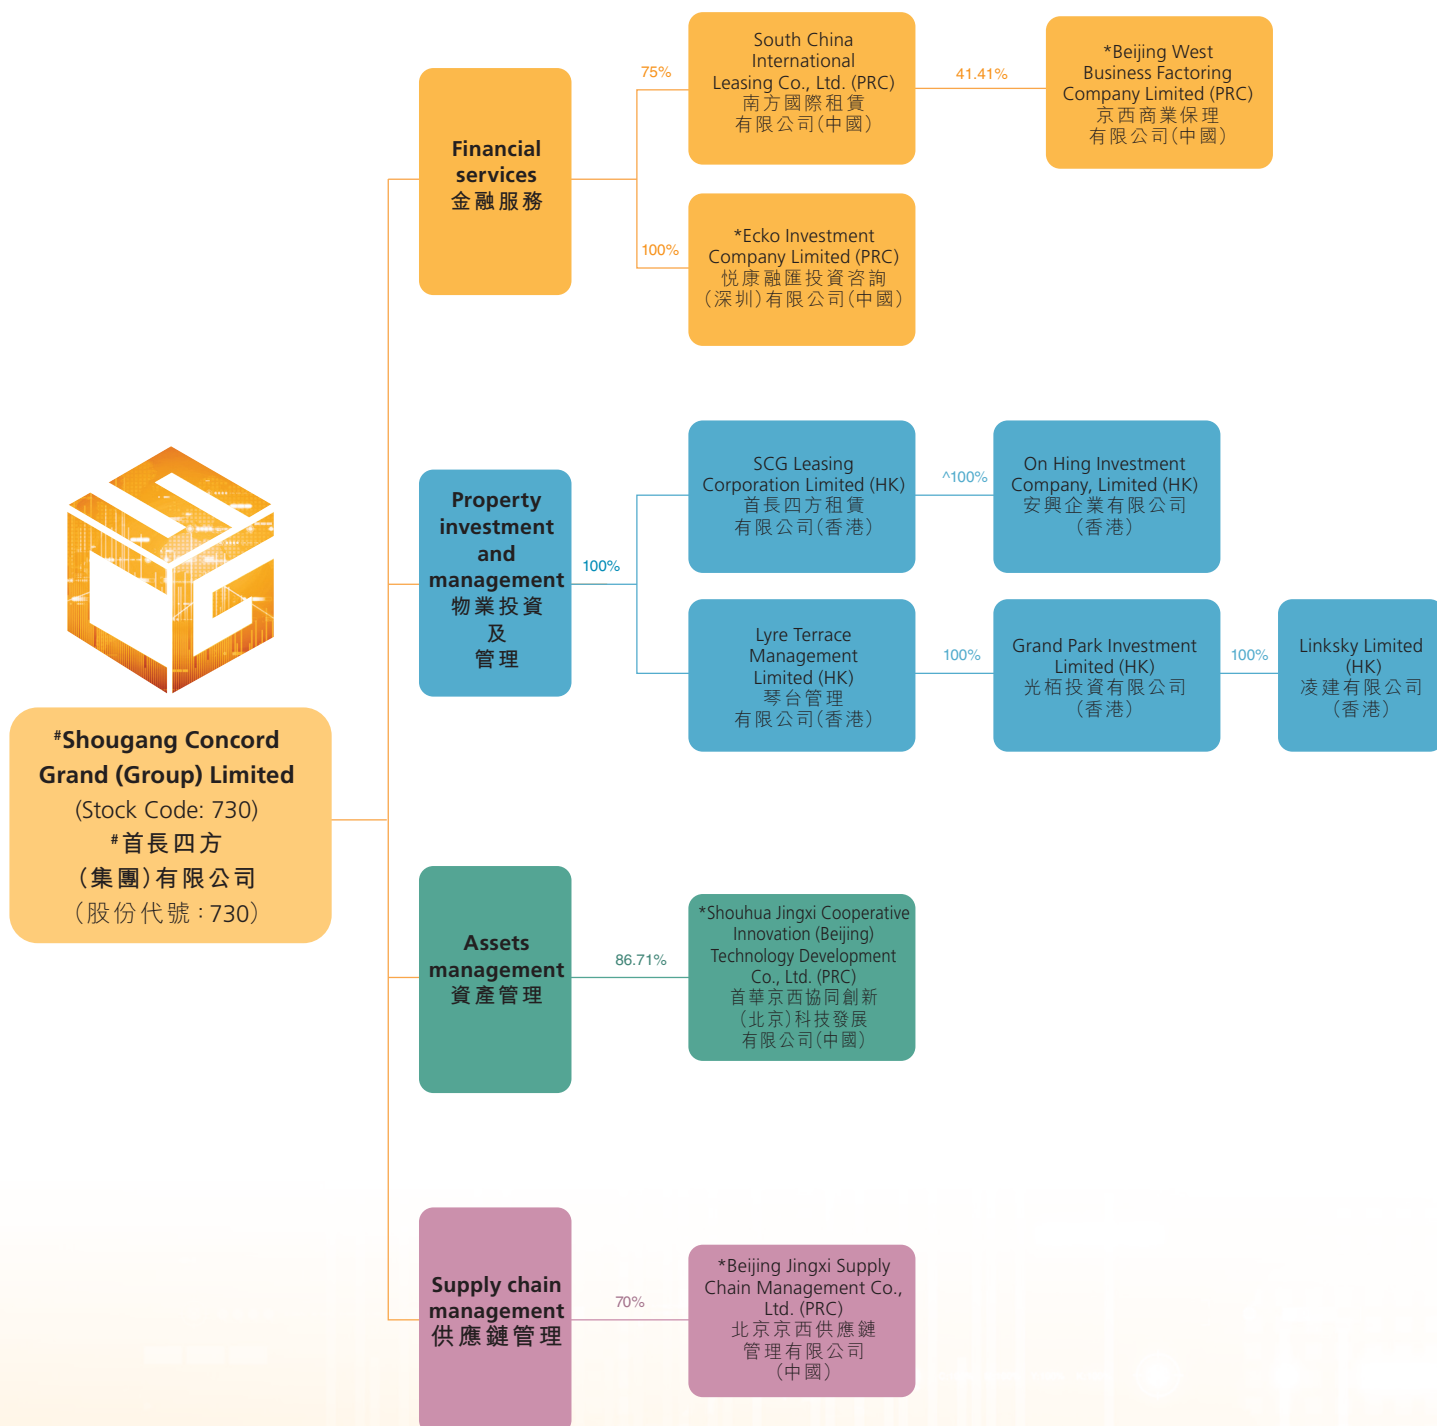 #Shougang Concord
Grand (Group) Limited
(Stock Code: 730)
#首長四方
（集團）有限公司
（股份代號：730）
Financial
services
金融服務
75%
South China
International
Leasing Co., Ltd. (PRC)
南方國際租賃
有限公司（中國）
41.41%
*Beijing West
Business Factoring
Company Limited (PRC)
京西商業保理
有限公司（中國）
100%
*Ecko Investment
Company Limited (PRC)
悦康融匯投資咨詢
（深圳）有限公司（中國）
Property
investment
and
management
物業投資
及
管理
100%
SCG Leasing
Corporation Limited (HK)
首長四方租賃
有限公司（香港）
^100%
On Hing Investment
Company, Limited (HK)
安興企業有限公司
（香港）
Lyre Terrace
Management
Limited (HK)
琴台管理
有限公司（香港）
100%
Grand Park Investment
Limited (HK)
光栢投資有限公司
（香港）
100%
Linksky Limited
(HK)
凌建有限公司
（香港）
Assets
management
資產管理
86.71%
*Shouhua Jingxi Cooperative
Innovation (Beijing)
Technology Development
Co., Ltd. (PRC)
首華京西協同創新
（北京）科技發展
有限公司（中國）
Supply chain
management
供應鏈管理
70%
*Beijing Jingxi Supply
Chain Management Co.,
Ltd. (PRC)
北京京西供應鏈
管理有限公司
（中國）